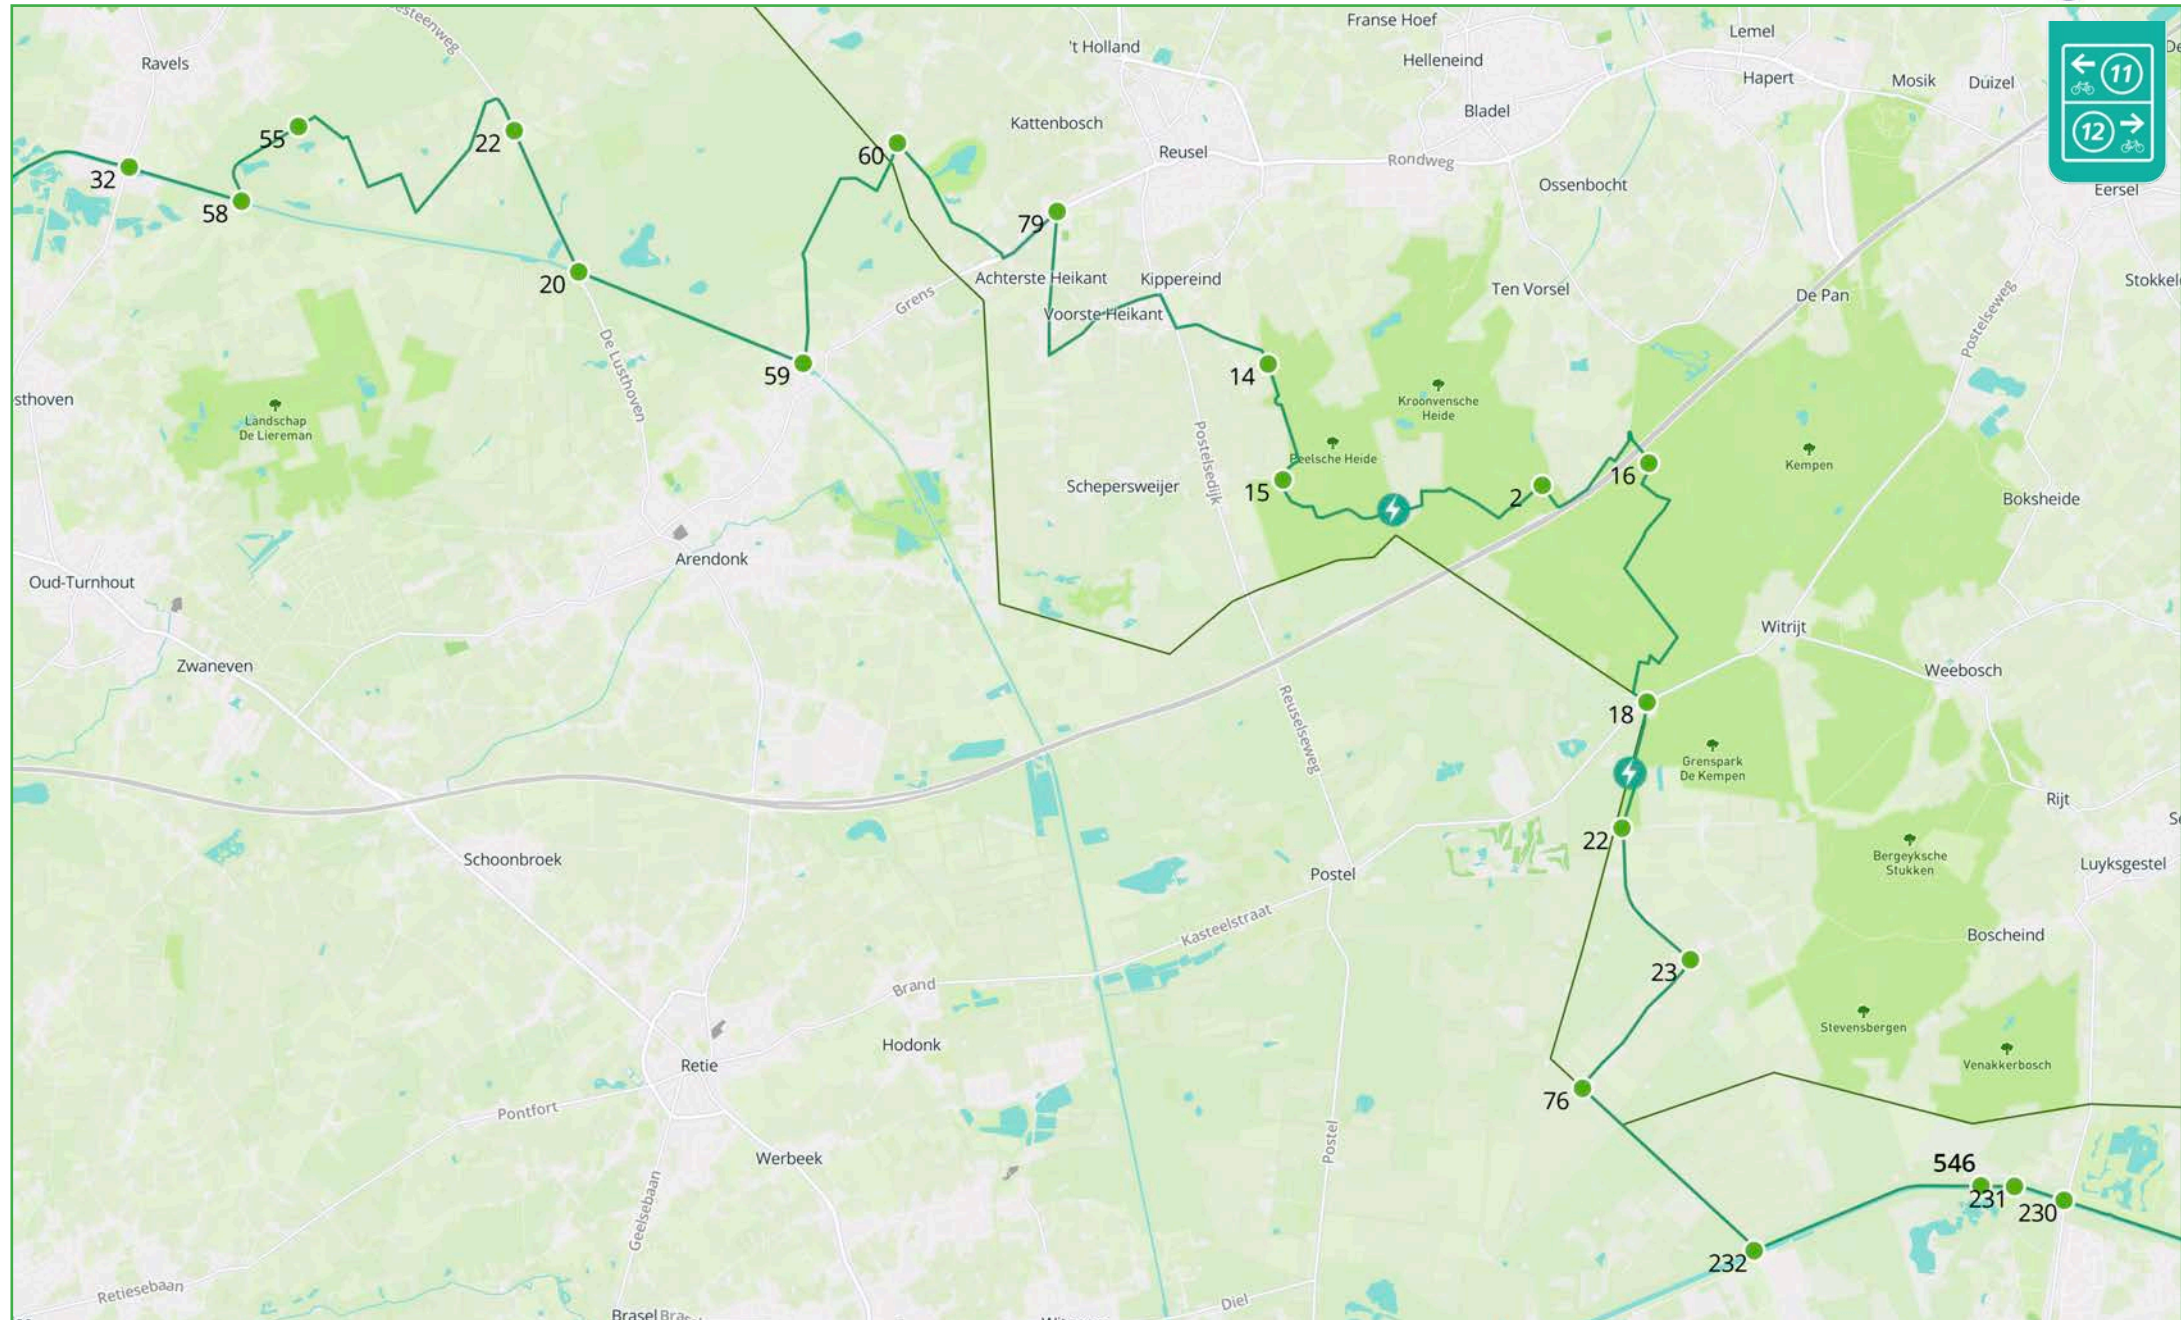 Franse Hoef
Lemel
't Holland
Ravels
Helleneind
Hapert
Mosik
Duizel
11
12
Kattenbosch
Bladel
55
22
60
Reusel
Rondweg
32
58
Ossenbocht
Eersel
79
20
Achterste Heikant
Kippereind
Grens
Voorste Heikant
Ten Vorsel
De Pan
Postelseweg
De Lusthoven
59
14
Landschap
De Liereman
Kroonvensche
Heide
Peelsche Heide
Kempen
Postelsedijk
15
Schepersweijer
2
16
Boksheide
Arendonk
Oud-Turnhout
Zwaneven
Witrijt
Weebosch
18
Reuselseweg
Grenspark
De Kempen
Rijt
22
Schoonbroek
Postel
Bergeyksche
Stukken
Luyksgestel
Kasteelstraat
Boscheind
23
Brand
Hodonk
Stevensbergen
Venakkerbosch
Retie
76
Pontfort
Postel
Werbeek
546
231
230
Geelsebaan
232
Retiesebaan
Diel
Brasel